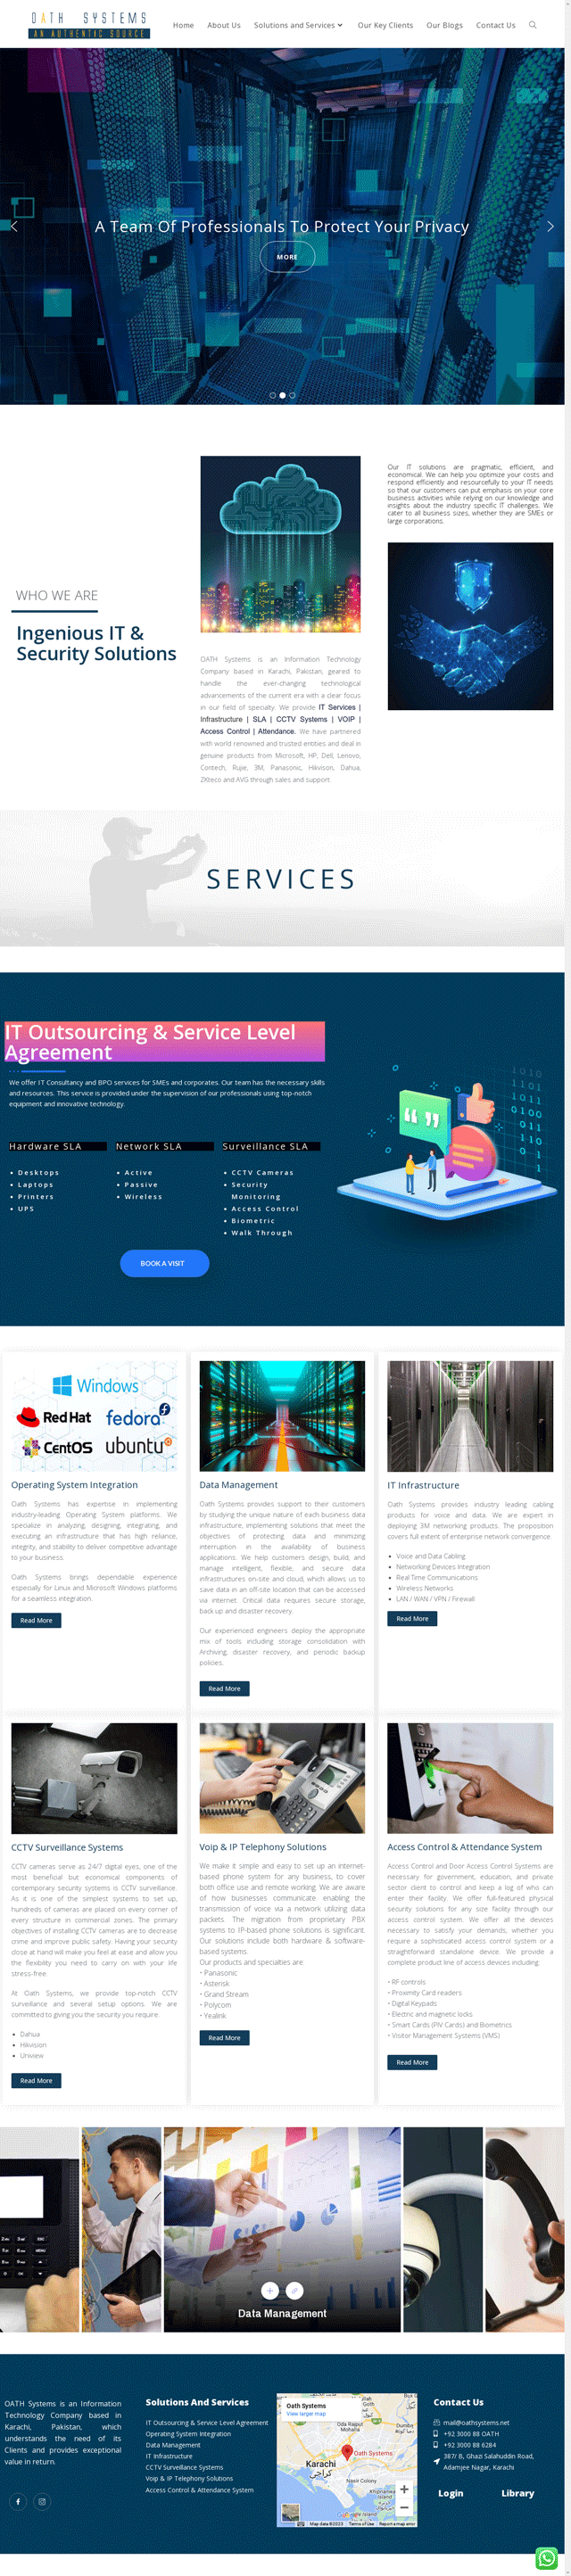 OATH SYSTEMS
AN AUTHENTIC SOURCE
Home
About Us
Solutions and Services
Our Key Clients
Our Blogs
Contact Us
A Team Of Professionals To Protect Your Privacy
MORE
WHO WE ARE
Ingenious IT &
Security Solutions
OATH Systems is an Information Technology
Company based in Karachi, Pakistan, geared to
handle the ever-changing technological
advancements of the current era with a clear focus
in our field of specialty. We provide IT Services |
Infrastructure | SLA | CCTV Systems | VOIP |
Access Control | Attendance. We have partnered
with world renowned and trusted entities and deal in
genuine products from Microsoft, HP, Dell, Lenovo,
Contech, Rujie, 3M, Panasonic, Hikvison, Dahua,
ZKteco and AVG through sales and support.
Our IT solutions are pragmatic, efficient, and
economical. We can help you optimize your costs and
respond efficiently and resourcefully to your IT needs
so that our customers can put emphasis on your core
business activities while relying on our knowledge and
insights about the industry specific IT challenges. We
cater to all business sizes, whether they are SMEs or
large corporations.
SERVICES
IT Outsourcing & Service Level
Agreement
We offer IT Consultancy and BPO services for SMEs and corporates. Our team has the necessary skills
and resources. This service is provided under the supervision of our professionals using top-notch
equipment and innovative technology.
Hardware SLA
• Desktops
• Laptops
• Printers
• UPS
Network SLA
• Active
• Passive
• Wireless
Surveillance SLA
• CCTV Cameras
• Security
Monitoring
• Access Control
• Biometric
• Walk Through
BOOK A VISIT
Windows
Red Hat
fedora
CentOS
ubuntu
Operating System Integration
Oath Systems has expertise in implementing
industry-leading Operating System platforms. We
specialize in analyzing, designing, integrating, and
executing an infrastructure that has high reliance,
integrity, and stability to deliver competitive advantage
to your business.
Oath Systems brings dependable experience
especially for Linux and Microsoft Windows platforms
for a seamless integration.
Read More
Data Management
Oath Systems provides support to their customers
by studying the unique nature of each business data
infrastructure, implementing solutions that meet the
objectives of protecting data and minimizing
interruption in the availability of business
applications. We help customers design, build, and
manage intelligent, flexible, and secure data
infrastructures on-site and cloud, which allows us to
save data in an off-site location that can be accessed
via internet. Critical data requires secure storage,
back up and disaster recovery.
Our experienced engineers deploy the appropriate
mix of tools including storage consolidation with
Archiving, disaster recovery, and periodic backup
policies.
Read More
IT Infrastructure
Oath Systems provides industry leading cabling
products for voice and data. We are expert in
deploying 3M networking products. The proposition
covers full extent of enterprise network convergence.
• Voice and Data Cabling
• Networking Devices Integration
• Real Time Communications
• Wireless Networks
• LAN / WAN / VPN / Firewall
Read More
CCTV Surveillance Systems
CCTV cameras serve as 24/7 digital eyes, one of the
most beneficial but economical components of
contemporary security systems is CCTV surveillance.
As it is one of the simplest systems to set up,
hundreds of cameras are placed on every corner of
every structure in commercial zones. The primary
objectives of installing CCTV cameras are to decrease
crime and improve public safety. Having your security
close at hand will make you feel at ease and allow you
the flexibility you need to carry on with your life
stress-free.
At Oath Systems, we provide top-notch CCTV
surveillance and several setup options. We are
committed to giving you the security you require.
• Dahua
• Hikvision
• Uniview
Read More
Voip & IP Telephony Solutions
We make it simple and easy to set up an internet-
based phone system for any business, to cover
both office use and remote working. We are aware
of how businesses communicate. enabling the
transmission of voice via a network utilizing data
packets. The migration from proprietary PBX
systems to IP-based phone solutions is significant.
Our solutions include both hardware & software-
based systems.
Our products and specialties are:
• Panasonic
• Asterisk
• Grand Stream
• Polycom
• Yealink
Read More
Access Control & Attendance System
Access Control and Door Access Control Systems are
necessary for government, education, and private
sector client to control and keep a log of who can
enter their facility. We offer full-featured physical
security solutions for any size facility through our
access control system. We offer all the devices
necessary to satisfy your demands, whether you
require a sophisticated access control system or a
straightforward standalone device. We provide a
complete product line of access devices including:
• RF controls
• Proximity Card readers
• Digital Keypads
• Electric and magnetic locks
• Smart Cards (PIV Cards) and Biometrics
• Visitor Management Systems (VMS)
Read More
Data Management
OATH Systems is an Information
Technology Company based in
Karachi, Pakistan, which
understands the need of its
Clients and provides exceptional
value in return.
Solutions And Services
IT Outsourcing & Service Level Agreement
Operating System Integration
Data Management
IT Infrastructure
CCTV Surveillance Systems
Voip & IP Telephony Solutions
Access Control & Attendance System
Oath Systems
View larger map
Oath Systems
Karachi
كراچى
Map data ©2023
Terms of Use
Report a map error
Contact Us
mail@oathsystems.net
+92 3000 88 OATH
+92 3000 88 6284
387/ B, Ghazi Salahuddin Road,
Adamjee Nagar, Karachi
Login
Library